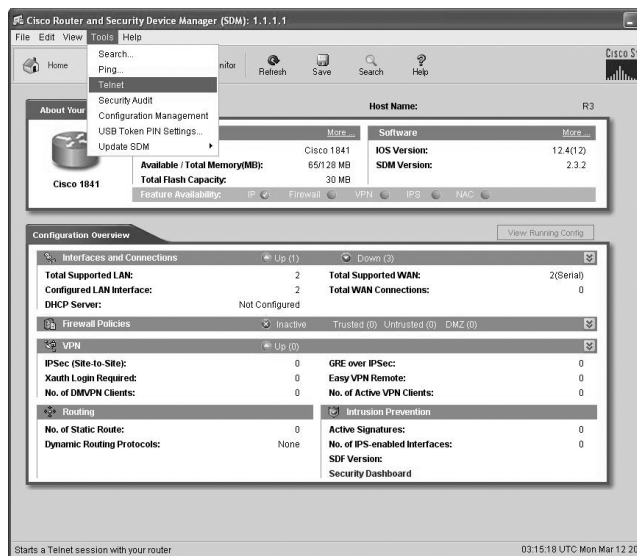 Cisco Router and Security Device Manager (SDM): 1.1.1.1
File Edit View Tools Help
Cisco
Home
nitor
Refresh
Save
Search
Help
Search...
Ping...
Telnet
Security Audit
Configuration Management
USB Token PIN Settings...
Update SDM
About Your
Host Name: R3
More ...
Software More ...
Cisco 1841
Cisco 1841
IOS Version: 12.4(12)
Available / Total Memory(MB): 65/128 MB
SDM Version: 2.3.2
Total Flash Capacity: 30 MB
Feature Availability: IP Firewall VPN IPS NAC
Configuration Overview
View Running Config
Interfaces and Connections Up (1) Down (3)
Total Supported LAN: 2 Total Supported WAN: 2(Serial)
Configured LAN Interface: 2 Total WAN Connections: 0
DHCP Server: Not Configured
Firewall Policies Inactive Trusted (0) Untrusted (0) DMZ (0)
VPN Up (0)
IPSec (Site-to-Site): 0 GRE over IPSec: 0
Xauth Login Required: 0 Easy VPN Remote: 0
No. of DMVPN Clients: 0 No. of Active VPN Clients: 0
Routing Intrusion Prevention
No. of Static Route: 0 Active Signatures: 0
Dynamic Routing Protocols: None No. of IPS-enabled Interfaces: 0
SDF Version:
Security Dashboard
Starts a Telnet session with your router 03:15:18 UTC Mon Mar 12 20